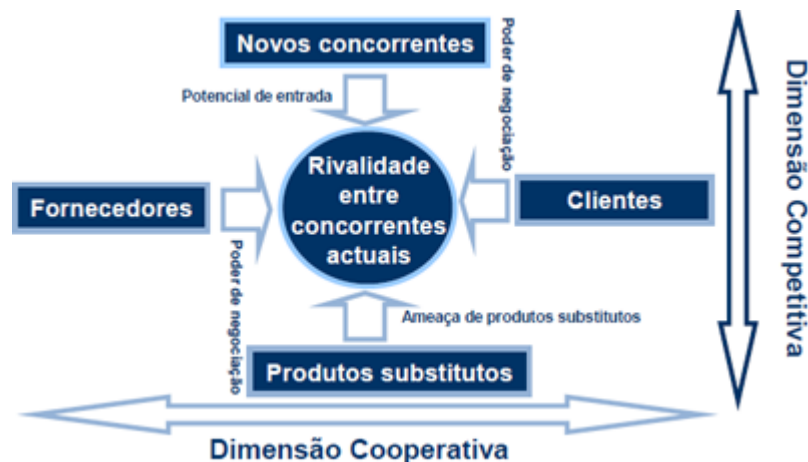 Novos concorrentes
Potencial de entrada
Poder de negociação
Rivalidade
entre
concorrentes
actuais
Fornecedores
Clientes
Poder de negociação
Ameaça de produtos substitutos
Produtos substitutos
Dimensão Cooperativa
Dimensão Competitiva